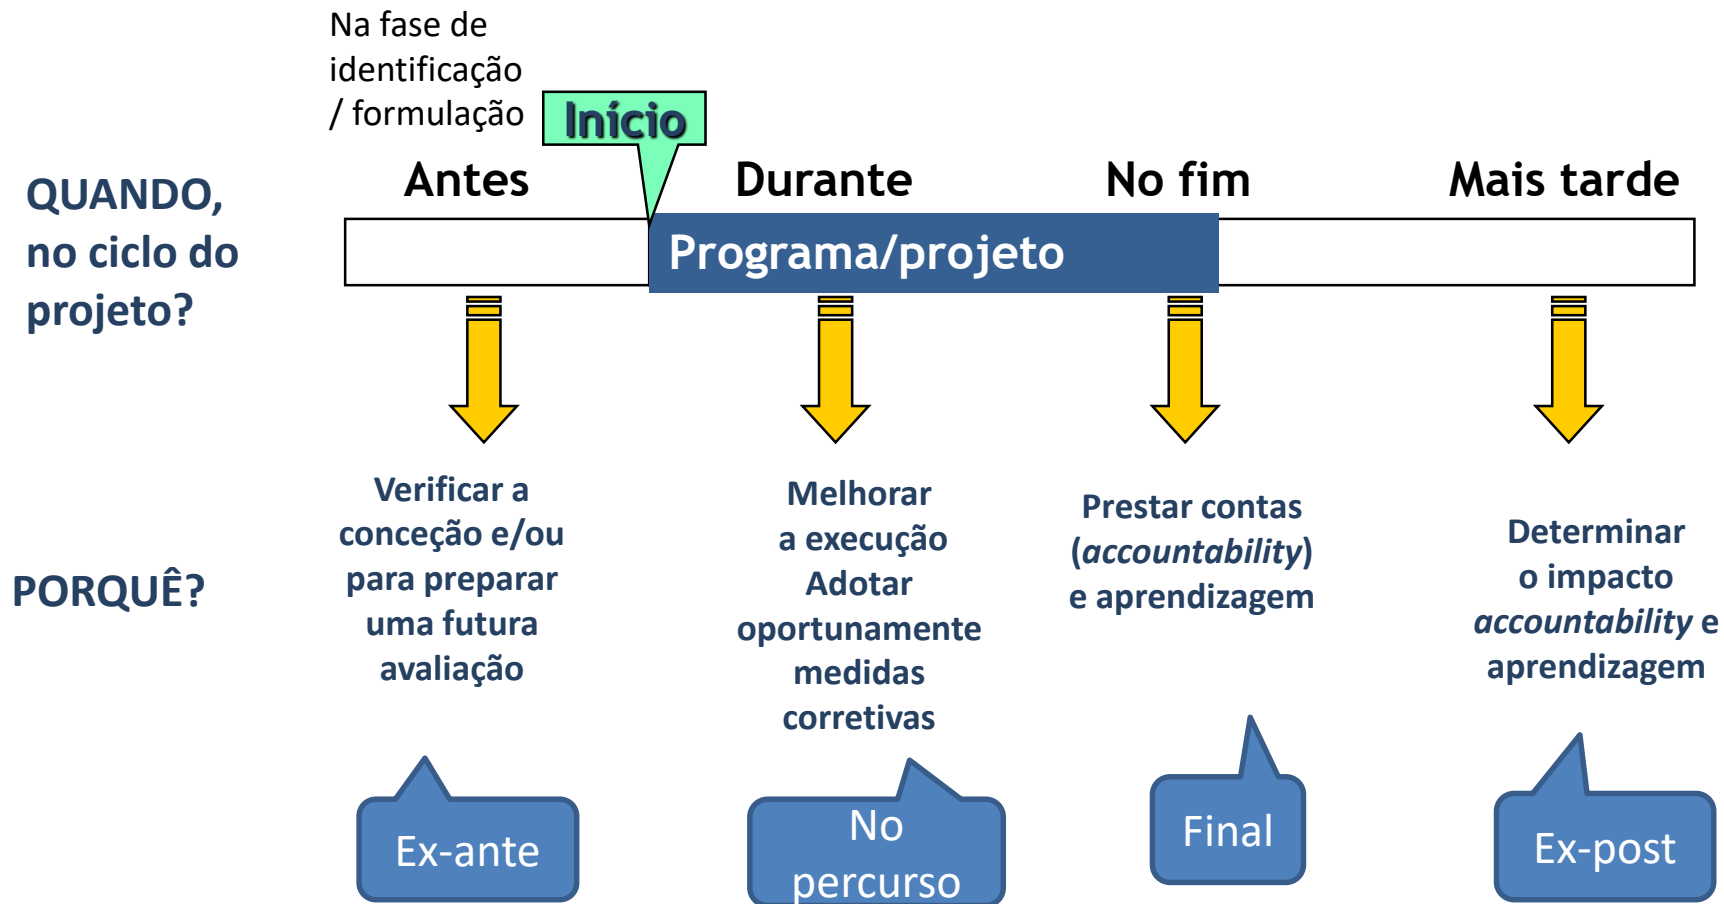 Na fase de
identificação
/ formulação
Início
QUANDO,
no ciclo do
projeto?
Antes
Durante
No fim
Mais tarde
Programa/projeto
PORQUÊ?
Verificar a
conceção e/ou
para preparar
uma futura
avaliação
Melhorar
a execução
Adotar
oportunamente
medidas
corretivas
Prestar contas
(accountability)
e aprendizagem
Determinar
o impacto
accountability e
aprendizagem
Ex-ante
No
percurso
Final
Ex-post